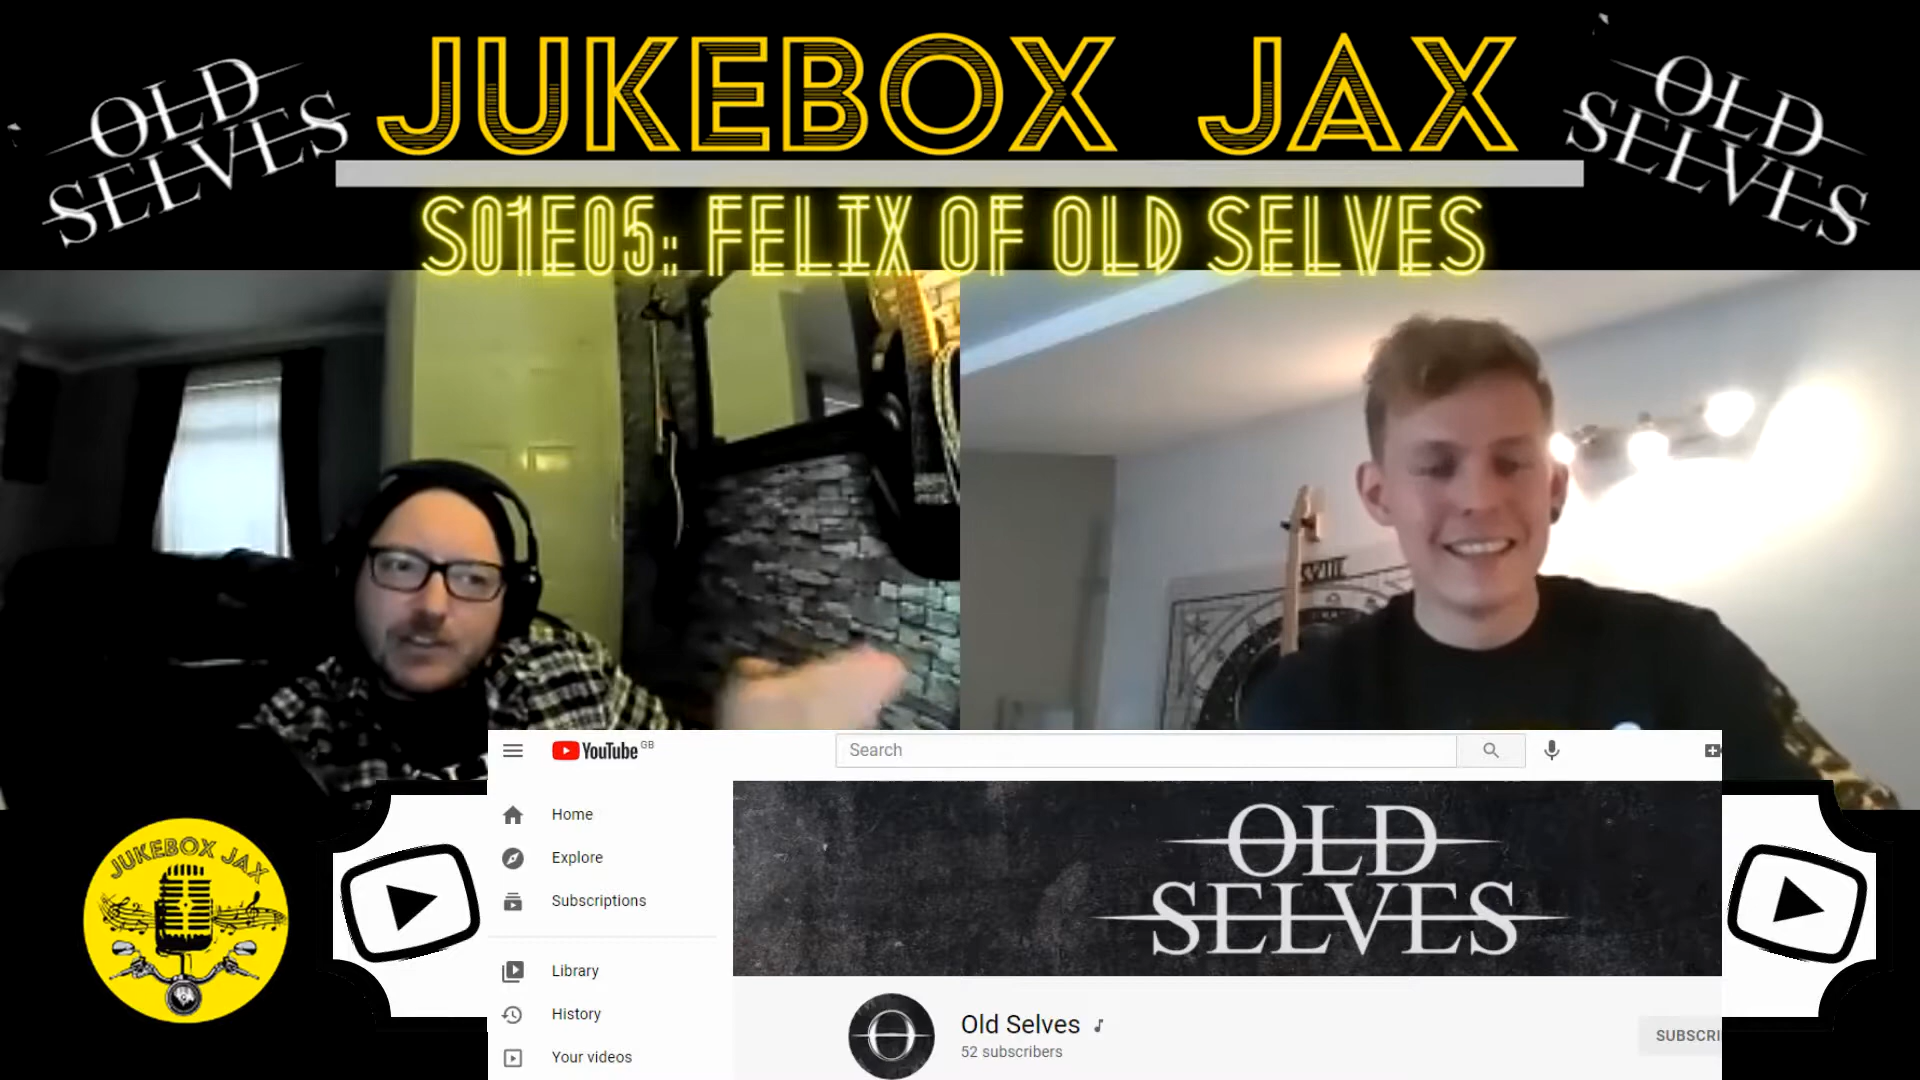 JUKEBOX JAX
OLD
SELVES
OLD
SELVES
S01E05: FELIX OF OLD SELVES
YouTube GB
Search
Home
Explore
Subscriptions
Library
History
Your videos
OLD
SELVES
Old Selves
52 subscribers
SUBSCRI
JUKEBOX JAX